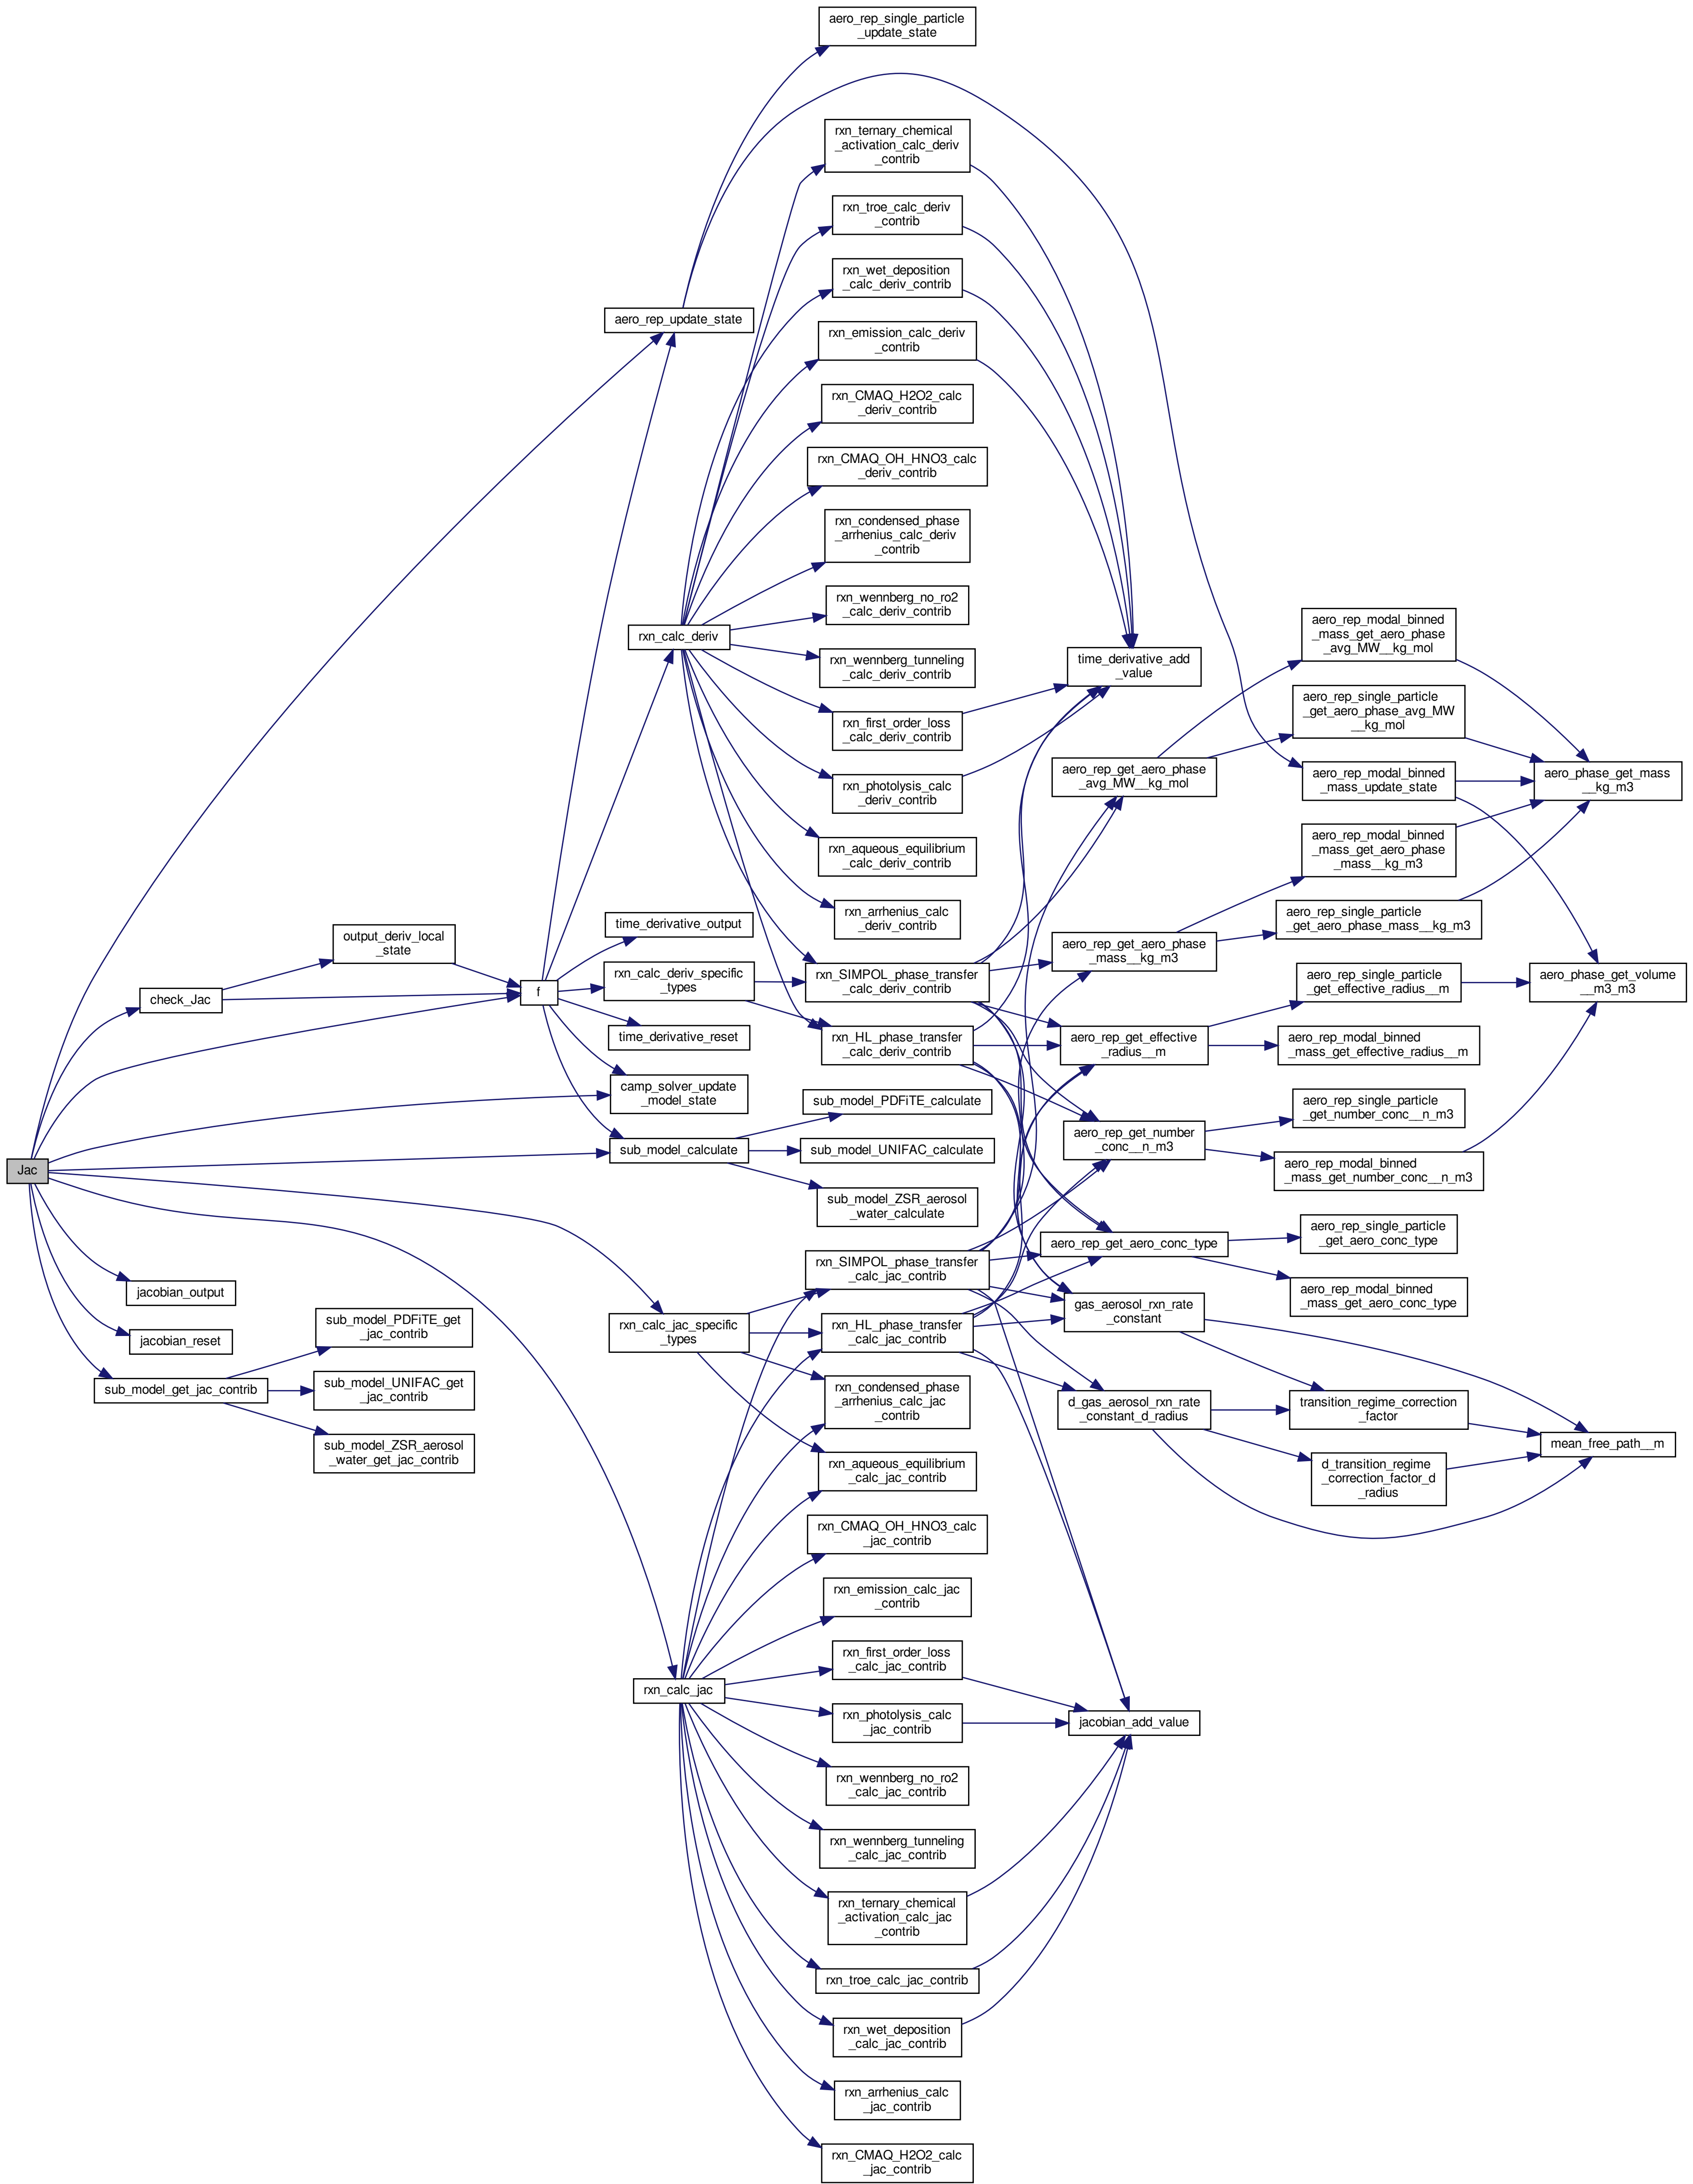 Jac
check_Jac
jacobian_output
jacobian_reset
sub_model_get_jac_contrib
output_deriv_local
_state
sub_model_PDFiTE_get
_jac_contrib
sub_model_UNIFAC_get
_jac_contrib
sub_model_ZSR_aerosol
_water_get_jac_contrib
f
aero_rep_update_state
rxn_calc_deriv
time_derivative_output
rxn_calc_deriv_specific
_types
time_derivative_reset
camp_solver_update
_model_state
sub_model_calculate
rxn_calc_jac_specific
_types
rxn_calc_jac
aero_rep_single_particle
_update_state
rxn_ternary_chemical
_activation_calc_deriv
_contrib
rxn_troe_calc_deriv
_contrib
rxn_wet_deposition
_calc_deriv_contrib
rxn_emission_calc_deriv
_contrib
rxn_CMAQ_H2O2_calc
_deriv_contrib
rxn_CMAQ_OH_HNO3_calc
_deriv_contrib
rxn_condensed_phase
_arrhenius_calc_deriv
_contrib
rxn_wennberg_no_ro2
_calc_deriv_contrib
rxn_wennberg_tunneling
_calc_deriv_contrib
rxn_first_order_loss
_calc_deriv_contrib
rxn_photolysis_calc
_deriv_contrib
rxn_aqueous_equilibrium
_calc_deriv_contrib
rxn_arrhenius_calc
_deriv_contrib
rxn_SIMPOL_phase_transfer
_calc_deriv_contrib
rxn_HL_phase_transfer
_calc_deriv_contrib
sub_model_PDFiTE_calculate
sub_model_UNIFAC_calculate
sub_model_ZSR_aerosol
_water_calculate
rxn_SIMPOL_phase_transfer
_calc_jac_contrib
rxn_HL_phase_transfer
_calc_jac_contrib
rxn_condensed_phase
_arrhenius_calc_jac
_contrib
rxn_aqueous_equilibrium
_calc_jac_contrib
rxn_CMAQ_OH_HNO3_calc
_jac_contrib
rxn_emission_calc_jac
_contrib
rxn_first_order_loss
_calc_jac_contrib
rxn_photolysis_calc
_jac_contrib
rxn_wennberg_no_ro2
_calc_jac_contrib
rxn_wennberg_tunneling
_calc_jac_contrib
rxn_ternary_chemical
_activation_calc_jac
_contrib
rxn_troe_calc_jac_contrib
rxn_wet_deposition
_calc_jac_contrib
rxn_arrhenius_calc
_jac_contrib
rxn_CMAQ_H2O2_calc
_jac_contrib
time_derivative_add
_value
aero_rep_get_aero_phase
_avg_MW__kg_mol
aero_rep_get_aero_phase
_mass__kg_m3
aero_rep_get_effective
_radius__m
aero_rep_get_number
_conc__n_m3
aero_rep_get_aero_conc_type
gas_aerosol_rxn_rate
_constant
d_gas_aerosol_rxn_rate
_constant_d_radius
jacobian_add_value
aero_rep_modal_binned
_mass_get_aero_phase
_avg_MW__kg_mol
aero_rep_single_particle
_get_aero_phase_avg_MW
__kg_mol
aero_rep_modal_binned
_mass_update_state
aero_rep_modal_binned
_mass_get_aero_phase
_mass__kg_m3
aero_rep_single_particle
_get_aero_phase_mass__kg_m3
aero_rep_single_particle
_get_effective_radius__m
aero_rep_modal_binned
_mass_get_effective_radius__m
aero_rep_single_particle
_get_number_conc__n_m3
aero_rep_modal_binned
_mass_get_number_conc__n_m3
aero_rep_single_particle
_get_aero_conc_type
aero_rep_modal_binned
_mass_get_aero_conc_type
transition_regime_correction
_factor
d_transition_regime
_correction_factor_d
_radius
aero_phase_get_mass
__kg_m3
aero_phase_get_volume
__m3_m3
mean_free_path__m